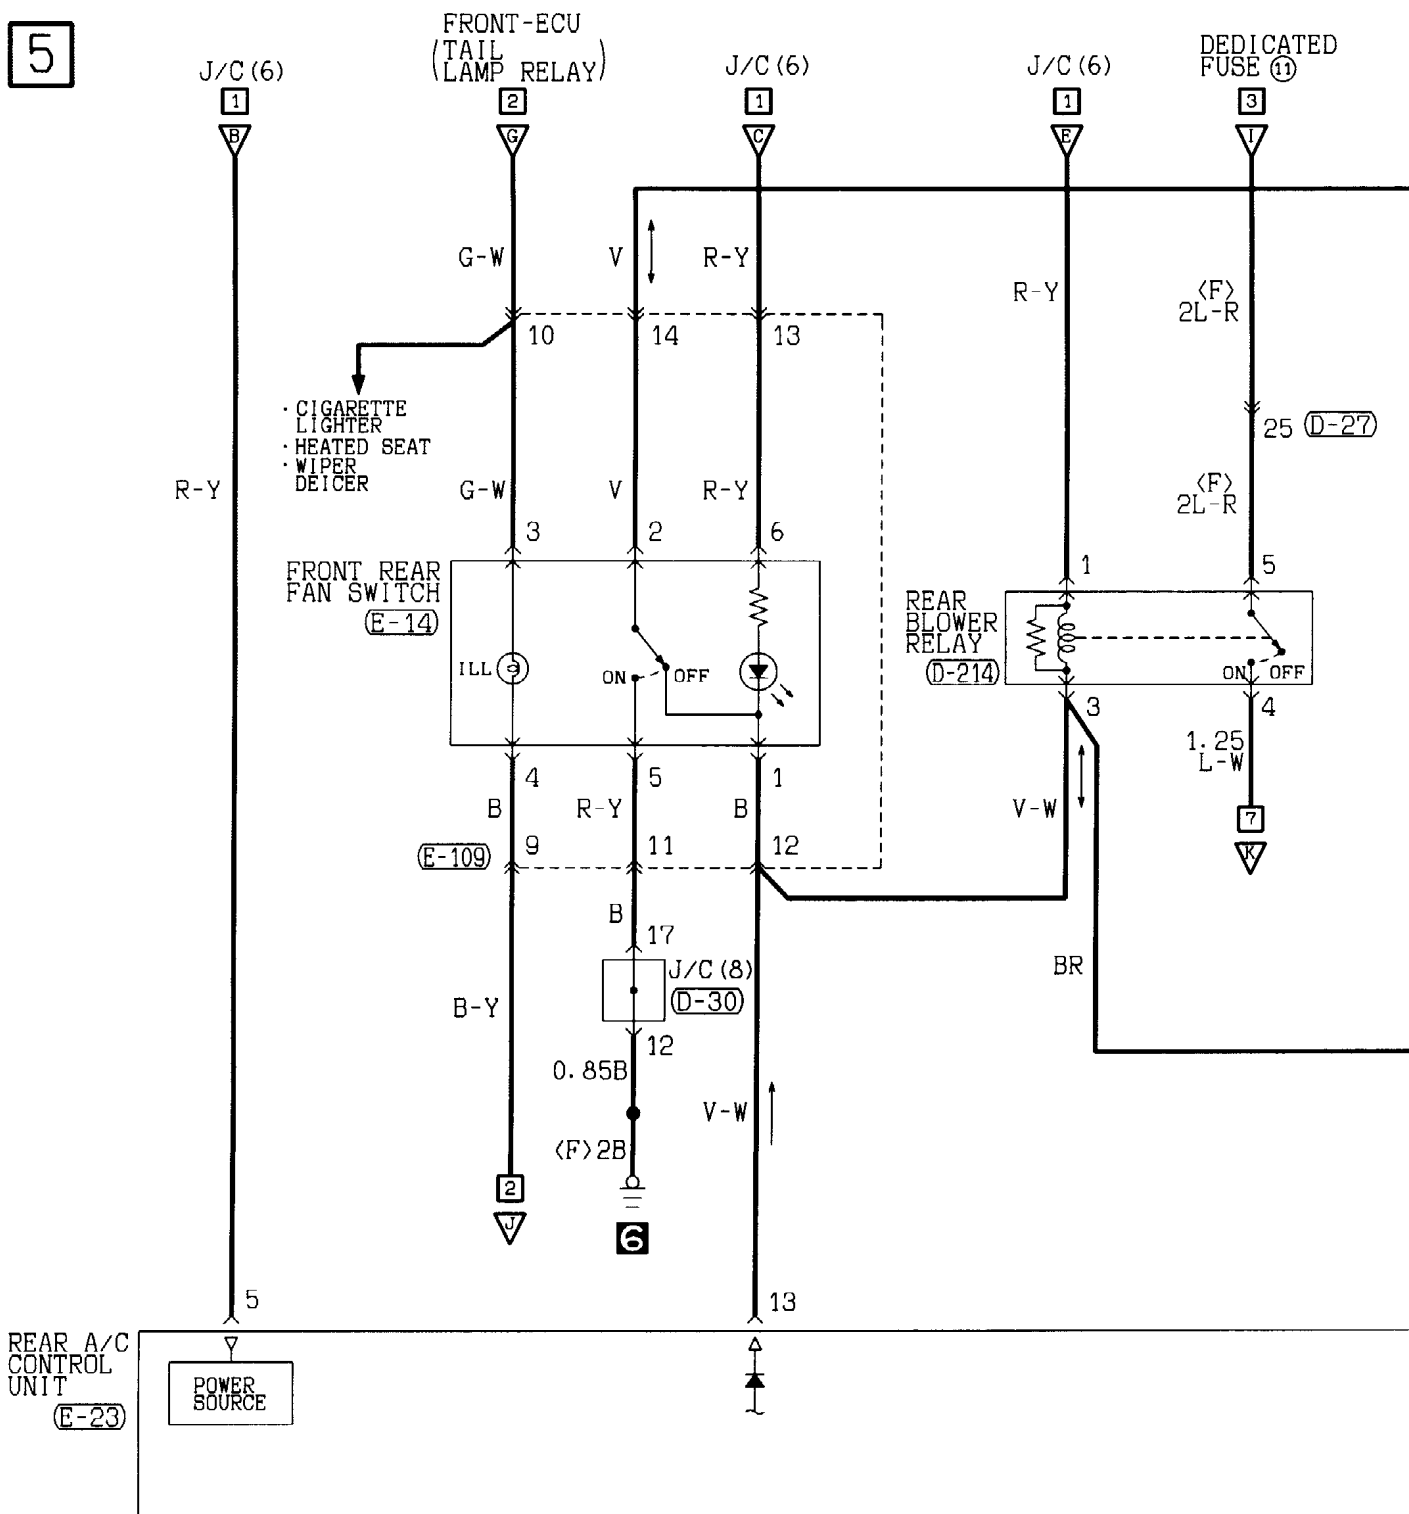 5
FRONT-ECU
(TAIL
LAMP RELAY)
J/C(6)
J/C(6)
J/C(6)
DEDICATED
FUSE ⑪
1
2
1
1
3
B
G
C
E
I
G-W
V
R-Y
R-Y
<F>
2L-R
10
14
13
· CIGARETTE
LIGHTER
· HEATED SEAT
· WIPER
DEICER
25
D-27
R-Y
G-W
V
R-Y
<F>
2L-R
3
2
6
1
5
FRONT REAR
FAN SWITCH
E-14
REAR
BLOWER
RELAY
D-214
ILL
ON
OFF
ON
OFF
4
5
1
3
4
1.25
L-W
B
R-Y
B
V-W
7
K
E-109
9
11
12
B
17
J/C(8)
D-30
BR
B-Y
12
0.85B
V-W
<F>2B
2
J
6
5
13
REAR A/C
CONTROL
UNIT
E-23
POWER
SOURCE